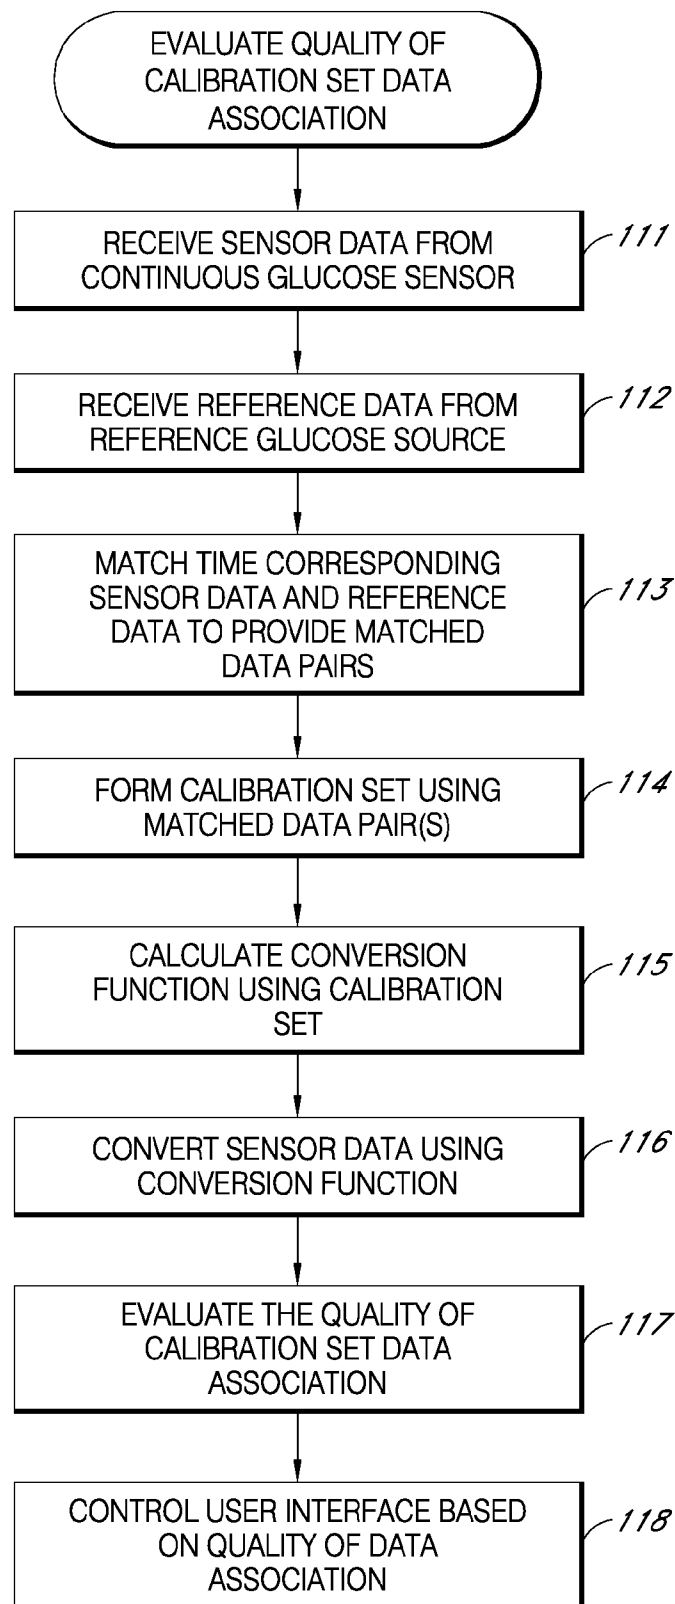 EVALUATE QUALITY OF
CALIBRATION SET DATA
ASSOCIATION
RECEIVE SENSOR DATA FROM
CONTINUOUS GLUCOSE SENSOR
111
RECEIVE REFERENCE DATA FROM
REFERENCE GLUCOSE SOURCE
112
MATCH TIME CORRESPONDING
SENSOR DATA AND REFERENCE
DATA TO PROVIDE MATCHED
DATA PAIRS
113
FORM CALIBRATION SET USING
MATCHED DATA PAIR(S)
114
CALCULATE CONVERSION
FUNCTION USING CALIBRATION
SET
115
CONVERT SENSOR DATA USING
CONVERSION FUNCTION
116
EVALUATE THE QUALITY OF
CALIBRATION SET DATA
ASSOCIATION
117
CONTROL USER INTERFACE BASED
ON QUALITY OF DATA
ASSOCIATION
118